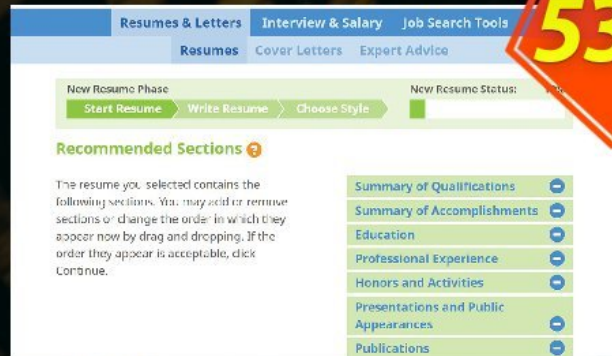 Resumes & Letters Interview & Salary Job Search Tools
53
Resumes Cover Letters Expert Advice
New Resume Phase
New Resume Status:
Start Resume Write Resume Choose Style
Recommended Sections ?
The resume you selected contains the
following sections. You may add or remove
sections or change the order in which they
appear now by drag and dropping. If the
order they appear is acceptable, click
Continue.
Summary of Qualifications
Summary of Accomplishments
Education
Professional Experience
Honors and Activities
Presentations and Public
Appearances
Publications